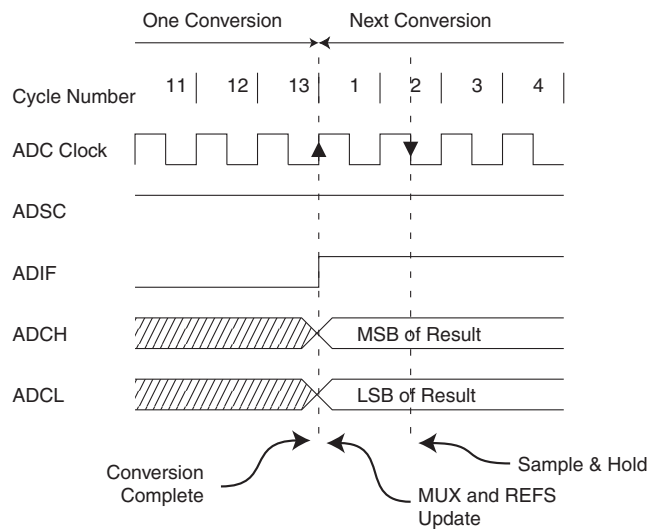 One Conversion Next Conversion
Cycle Number 11 12 13 1 2 3 4
ADC Clock
ADSC
ADIF
ADCH MSB of Result
ADCL LSB of Result
Conversion
Complete
MUX and REFS
Update
Sample & Hold